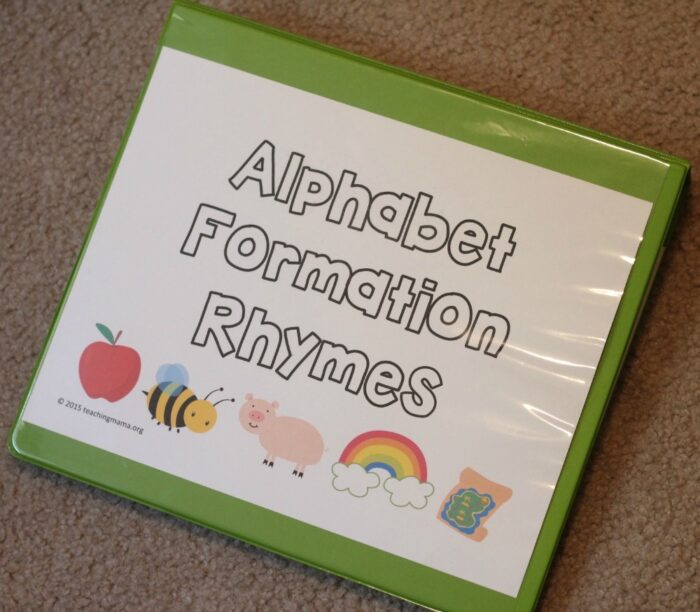 Alphabet
Formation
Rhymes
© 2015 teachingmama.org